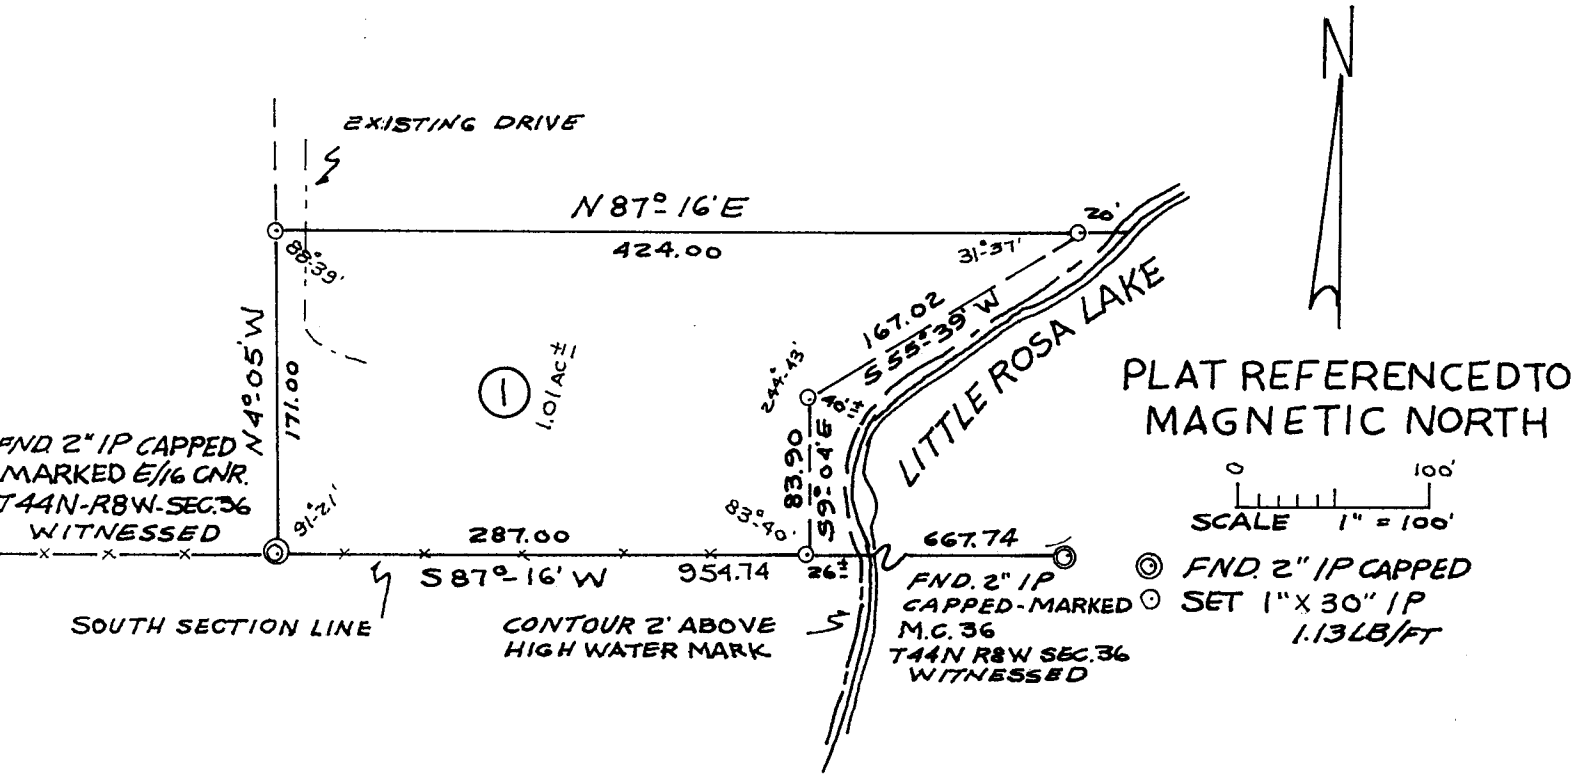 N
EXISTING DRIVE
N 87°-16'E
424.00
20'
88°-39'
31°-37'
N4°-05'W
171.00
167.02
S 55°-39' W
LITTLE ROSA LAKE
1
1.01 AC±
244°-43'
40'±
83.90
S9°-04'E
83°-40'
91°-21'
PLAT REFERENCED TO
MAGNETIC NORTH
0 100'
SCALE 1" = 100'
FND. 2" IP CAPPED
MARKED E/16 CNR.
T44N-R8W-SEC.36
WITNESSED
287.00
S 87°-16' W
954.74
26±
667.74
SOUTH SECTION LINE
CONTOUR 2' ABOVE
HIGH WATER MARK
FND. 2" IP
CAPPED-MARKED
M.C. 36
T44N R8W SEC.36
WITNESSED
FND. 2" IP CAPPED
SET 1" X 30" IP
1.13 LB/FT